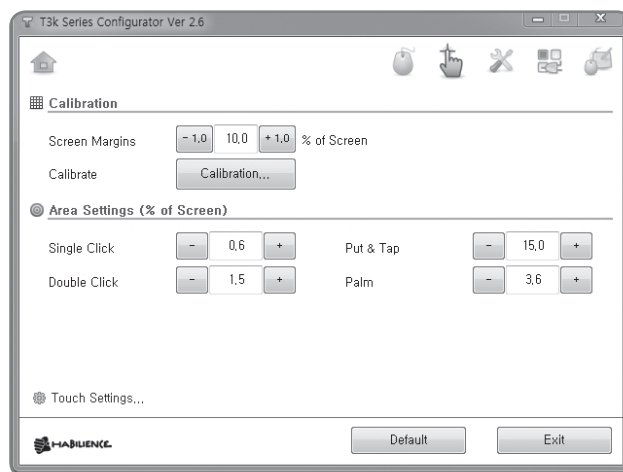 T3k Series Configurator Ver 2.6
Calibration
Screen Margins - 1.0 10.0 + 1.0 % of Screen
Calibrate Calibration...
Area Settings (% of Screen)
Single Click - 0.6 + Put & Tap - 15.0 +
Double Click - 1.5 + Palm - 3.6 +
Touch Settings...
HABILIENCE Default Exit